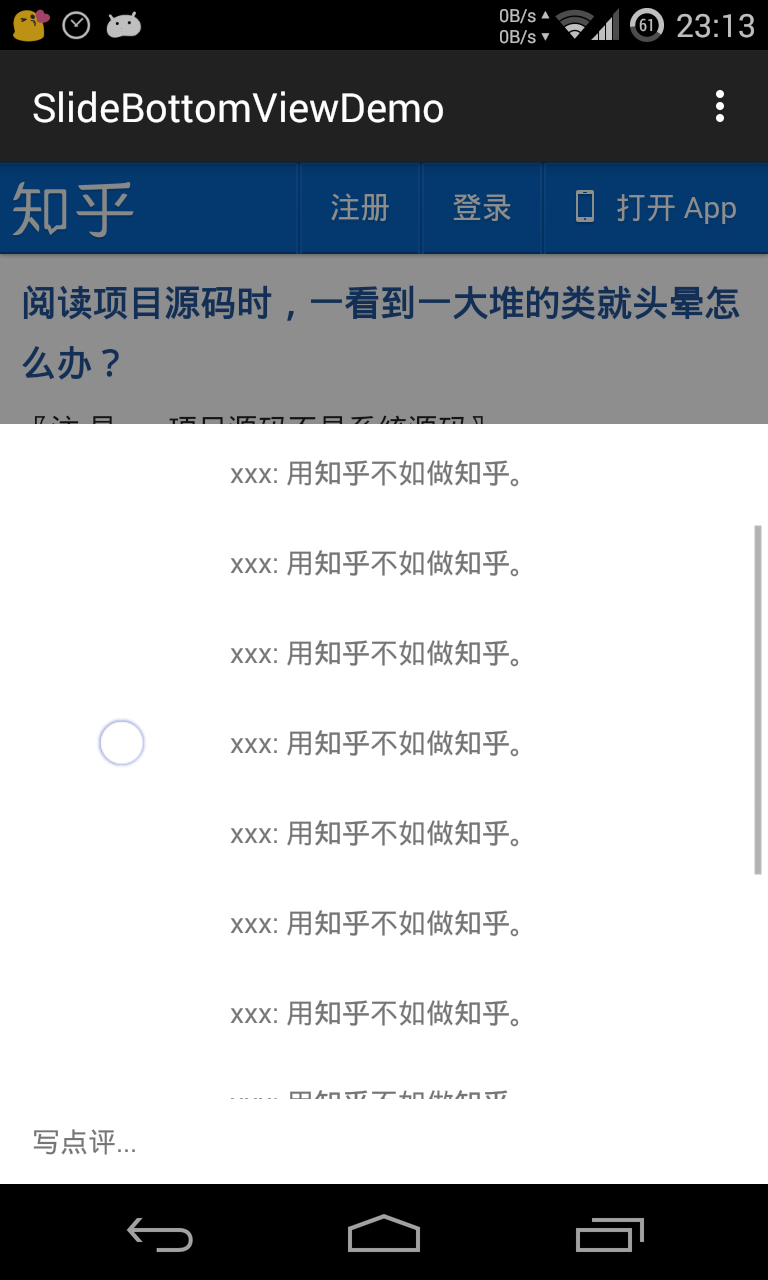 0B/s
0B/s
61
23:13
SlideBottomViewDemo
知乎 注册 登录 打开 App
阅读项目源码时，一看到一大堆的类就头晕怎
么办？
xxx: 用知乎不如做知乎。
xxx: 用知乎不如做知乎。
xxx: 用知乎不如做知乎。
xxx: 用知乎不如做知乎。
xxx: 用知乎不如做知乎。
xxx: 用知乎不如做知乎。
xxx: 用知乎不如做知乎。
写点评...